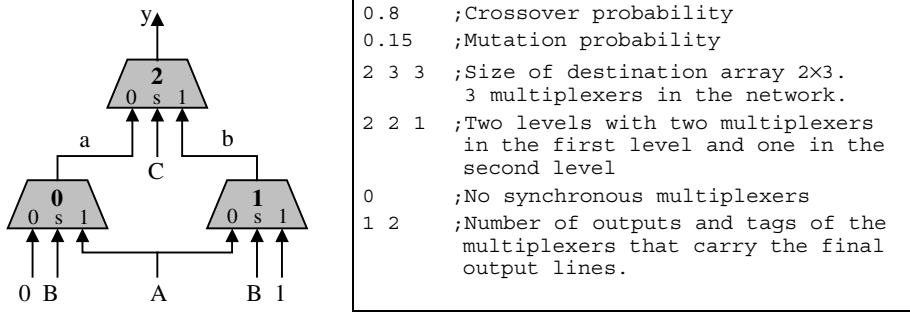 y
2
0 s 1
a
b
C
0
1
0 s 1
0 s 1
0 B
A
B 1
0.8 ;Crossover probability
0.15 ;Mutation probability
2 3 3 ;Size of destination array 2×3.
3 multiplexers in the network.
2 2 1 ;Two levels with two multiplexers
in the first level and one in the
second level
0 ;No synchronous multiplexers
1 2 ;Number of outputs and tags of the
multiplexers that carry the final
output lines.